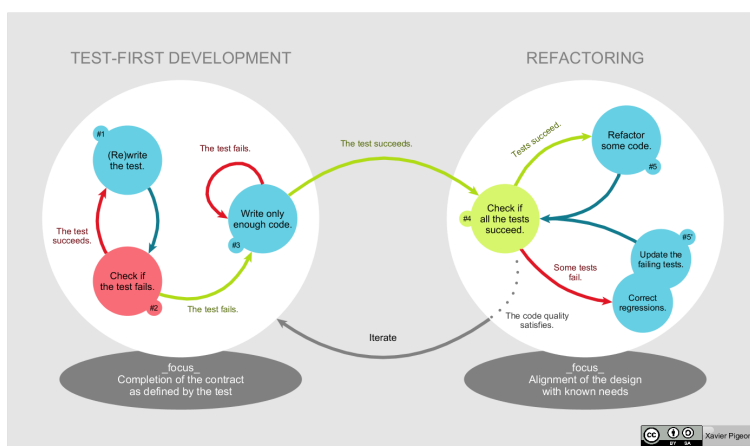 TEST-FIRST DEVELOPMENT
REFACTORING
#1
(Re)write
the test.
The test
succeeds.
Check if
the test fails.
#2
The test fails.
The test fails.
Write only
enough code.
#3
The test succeeds.
#4
Check if
all the tests
succeed.
Tests succeed.
Refactor
some code.
#5
Some tests
fail.
#5'
Update the
failing tests.
Correct
regressions.
The code quality
satisfies.
Iterate
_focus_
Completion of the contract
as defined by the test
_focus_
Alignment of the design
with known needs
cc
BY SA
Xavier Pigeon